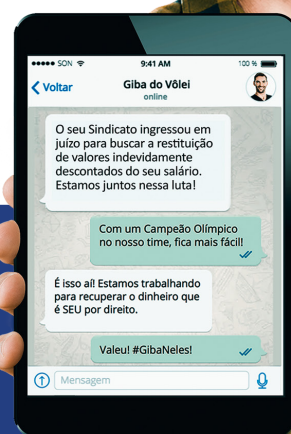 SON 9:41 AM 100 %
Voltar Giba do Vôlei
online
O seu Sindicato ingressou em
juízo para buscar a restituição
de valores indevidamente
descontados do seu salário.
Estamos juntos nessa luta!
Com um Campeão Olímpico
no nosso time, fica mais fácil!
É isso aí! Estamos trabalhando
para recuperar o dinheiro que
é SEU por direito.
Valeu! #GibaNeles!
Mensagem